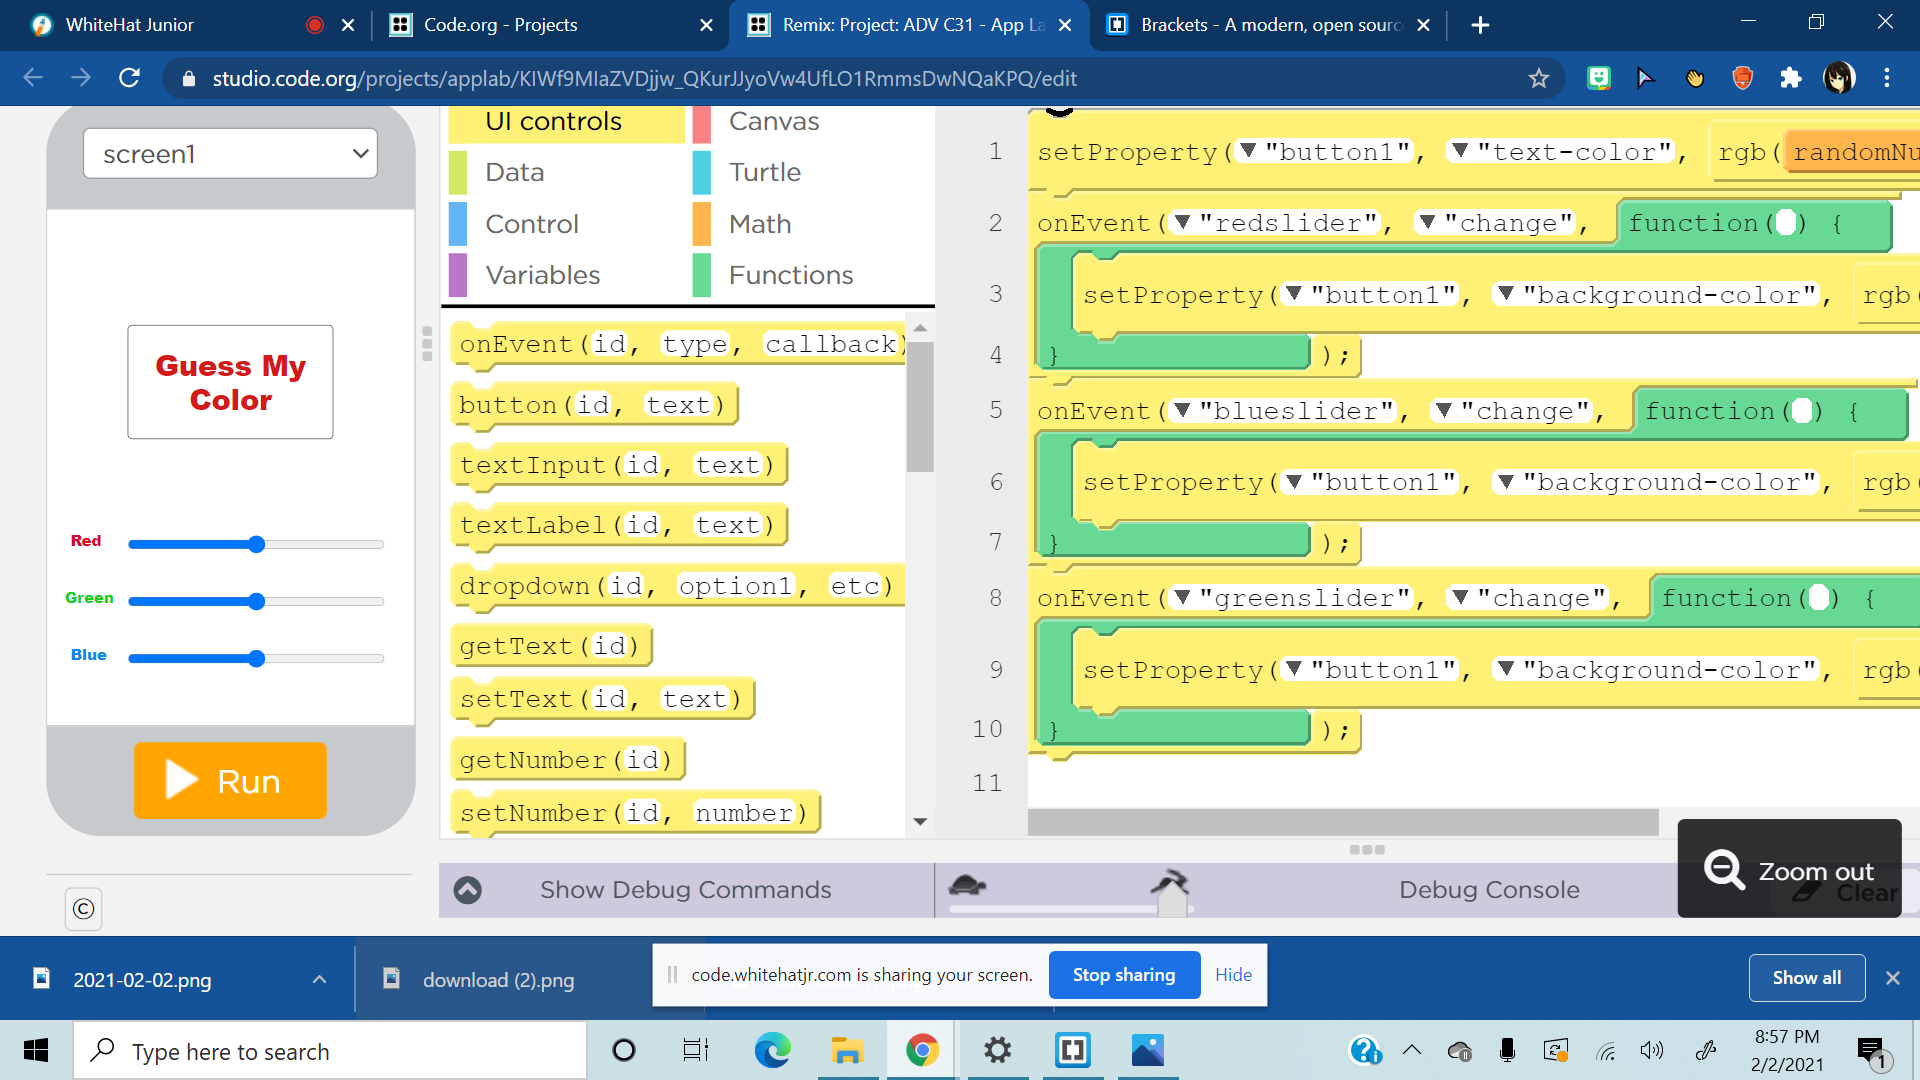 WhiteHat Junior
Code.org - Projects
Remix: Project: ADV C31 - App La
Brackets - A modern, open sourc
studio.code.org/projects/applab/KIWf9MIaZVDjjw_QKurJJyoVw4UfLO1RmmsDwNQaKPQ/edit
screen1
Guess My
Color
Red
Green
Blue
Run
©
UI controls
Canvas
Data
Turtle
Control
Math
Variables
Functions
onEvent(id, type, callback)
button(id, text)
textInput(id, text)
textLabel(id, text)
dropdown(id, option1, etc)
getText(id)
setText(id, text)
getNumber(id)
setNumber(id, number)
1 setProperty(▼"button1", ▼"text-color", rgb(randomNu
2 onEvent(▼"redslider", ▼"change", function() {
3 setProperty(▼"button1", ▼"background-color", rgb(
4 } );
5 onEvent(▼"blueslider", ▼"change", function() {
6 setProperty(▼"button1", ▼"background-color", rgb(
7 } );
8 onEvent(▼"greenslider", ▼"change", function() {
9 setProperty(▼"button1", ▼"background-color", rgb(
10 } );
11
Show Debug Commands
Debug Console
Zoom out
Clear
2021-02-02.png
download (2).png
code.whitehatjr.com is sharing your screen.
Stop sharing
Hide
Show all
Type here to search
8:57 PM
2/2/2021
1